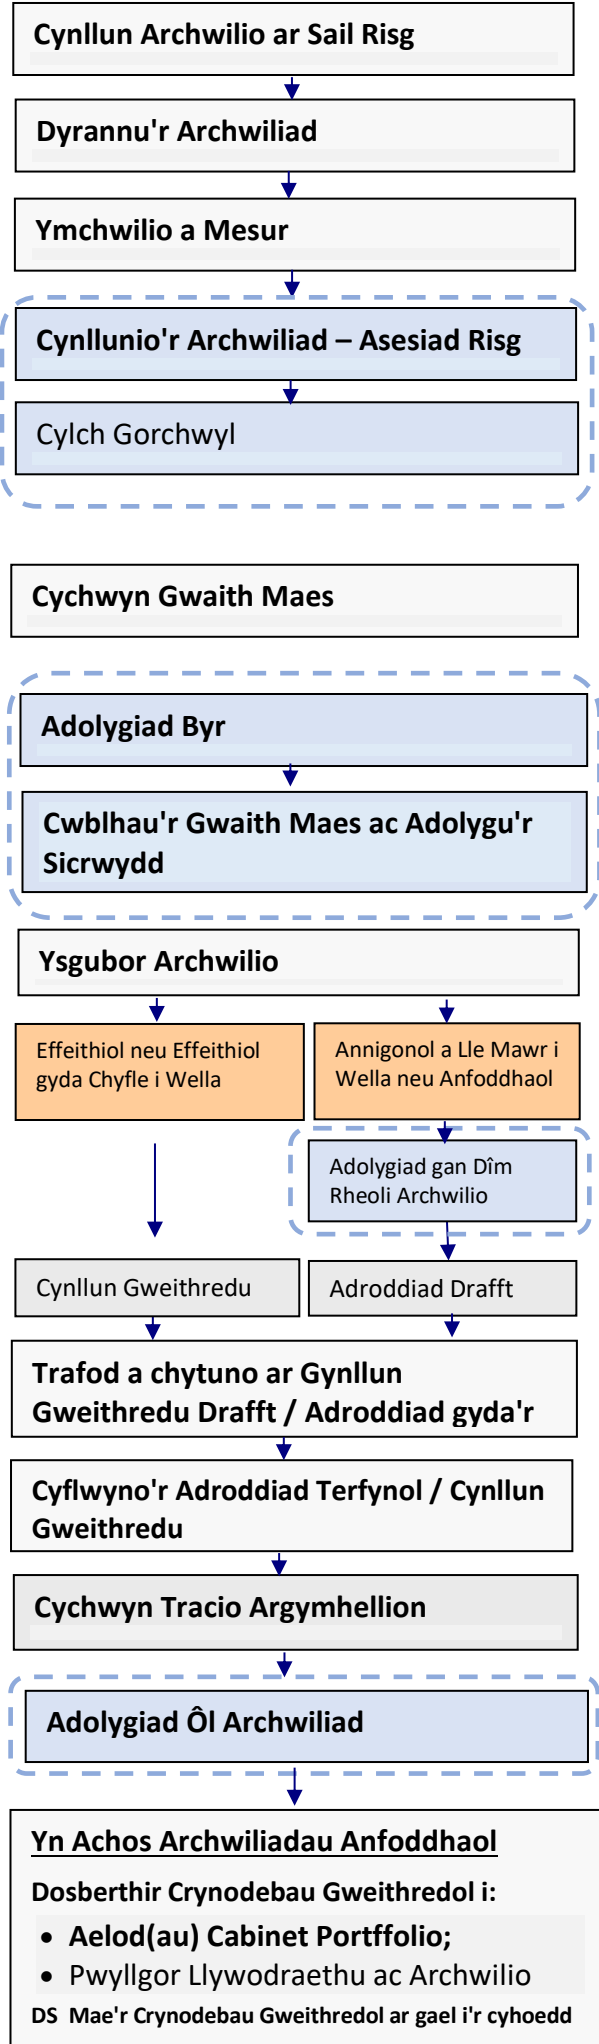 Cynllun Archwilio ar Sail Risg
Dyrannu'r Archwiliad
Ymchwilio a Mesur
Cynllunio'r Archwiliad – Asesiad Risg
Cylch Gorchwyl
Cychwyn Gwaith Maes
Adolygiad Byr
Cwblhau'r Gwaith Maes ac Adolygu'r
Sicrwydd
Ysgubor Archwilio
Effeithiol neu Effeithiol
gyda Chyfle i Wella
Annigonol a Lle Mawr i
Wella neu Anfoddhaol
Adolygiad gan Dîm
Rheoli Archwilio
Cynllun Gweithredu
Adroddiad Drafft
Trafod a chytuno ar Gynllun
Gweithredu Drafft / Adroddiad gyda'r
Cyflwyno'r Adroddiad Terfynol / Cynllun
Gweithredu
Cychwyn Tracio Argymhellion
Adolygiad Ôl Archwiliad
Yn Achos Archwiliadau Anfoddhaol
Dosberthir Crynodebau Gweithredol i:
• Aelod(au) Cabinet Portffolio;
• Pwyllgor Llywodraethu ac Archwilio
DS Mae'r Crynodebau Gweithredol ar gael i'r cyhoedd